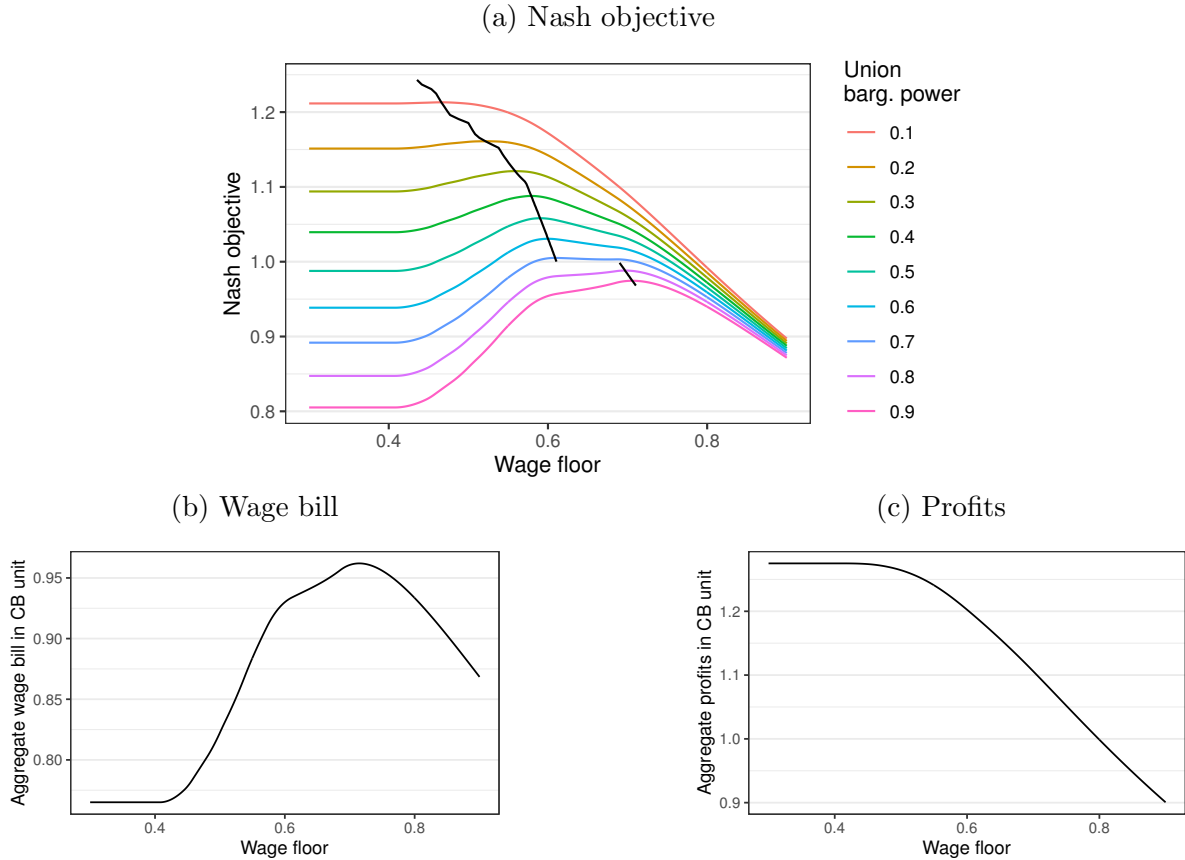 (a) Nash objective
Nash objective
1.2
1.1
1.0
0.9
0.8
0.4
0.6
0.8
Wage floor
Union
barg. power
0.1
0.2
0.3
0.4
0.5
0.6
0.7
0.8
0.9
(b) Wage bill
Aggregate wage bill in CB unit
0.95
0.90
0.85
0.80
0.4
0.6
0.8
Wage floor
(c) Profits
Aggregate profits in CB unit
1.2
1.1
1.0
0.9
0.4
0.6
0.8
Wage floor